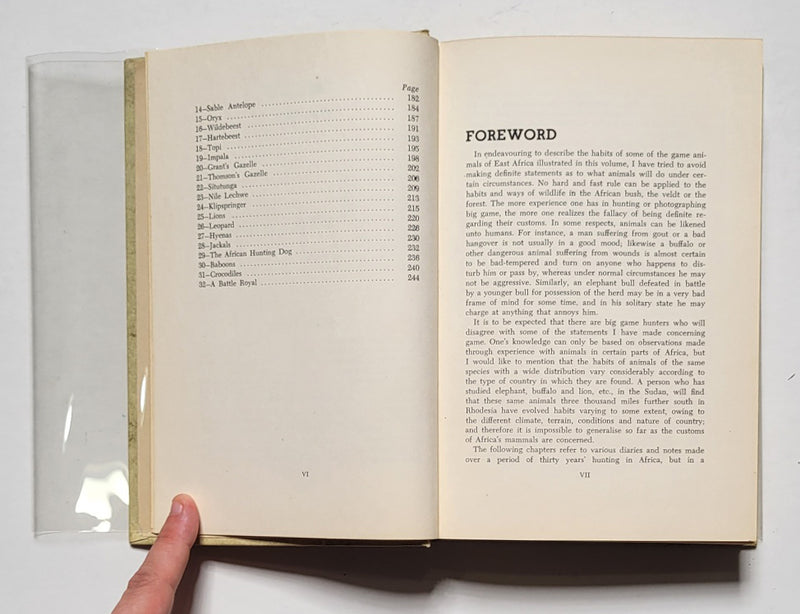 Page
14—Sable Antelope 182
15—Oryx 184
16—Wildebeest 187
17—Hartebeest 191
18—Topi 193
19—Impala 195
20—Grant's Gazelle 198
21—Thomson's Gazelle 202
22—Situtunga 206
23—Nile Lechwe 209
24—Klipspringer 213
25—Lions 215
26—Leopard 220
27—Hyenas 226
28—Jackals 230
29—The African Hunting Dog 232
30—Baboons 236
31—Crocodiles 240
32—A Battle Royal 244
VI
FOREWORD
In endeavouring to describe the habits of some of the game ani-
mals of East Africa illustrated in this volume, I have tried to avoid
making definite statements as to what animals will do under cer-
tain circumstances. No hard and fast rule can be applied to the
habits and ways of wildlife in the African bush, the veldt or the
forest. The more experience one has in hunting or photographing
big game, the more one realizes the fallacy of being definite re-
garding their customs. In some respects, animals can be likened
unto humans. For instance, a man suffering from gout or a bad
hangover is not usually in a good mood; likewise a buffalo or
other dangerous animal suffering from wounds is almost certain
to be bad-tempered and turn on anyone who happens to dis-
turb him or pass by, whereas under normal circumstances he may
not be aggressive. Similarly, an elephant bull defeated in battle
by a younger bull for possession of the herd may be in a very bad
frame of mind for some time, and in his solitary state he may
charge at anything that annoys him.
It is to be expected that there are big game hunters who will
disagree with some of the statements I have made concerning
game. One's knowledge can only be based on observations made
through experience with animals in certain parts of Africa, but
I would like to mention that the habits of animals of the same
species with a wide distribution vary considerably according to
the type of country in which they are found. A person who has
studied elephant, buffalo and lion, etc., in the Sudan, will find
that these same animals three thousand miles further south in
Rhodesia have evolved habits varying to some extent, owing to
the different climate, terrain, conditions and nature of country;
and therefore it is impossible to generalise so far as the customs
of Africa's mammals are concerned.
The following chapters refer to various diaries and notes made
over a period of thirty years' hunting in Africa, but in a
VII